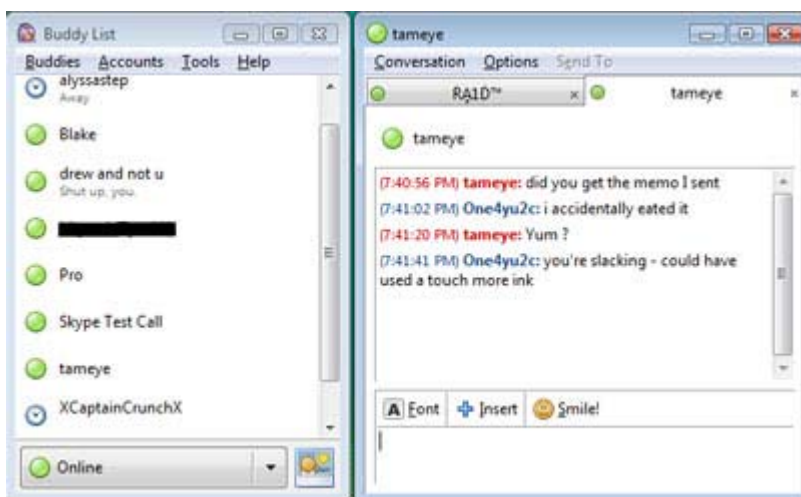 Buddy List
Buddies Accounts Tools Help
alyssastep
Away
Blake
drew and not u
Shut up, you.
Pro
Skype Test Call
tameye
XCaptainCrunchX
Online
tameye
Conversation Options Send To
RA1D™
tameye
tameye
(7:40:56 PM) tameye: did you get the memo I sent
(7:41:02 PM) One4yu2c: i accidentally eated it
(7:41:20 PM) tameye: Yum ?
(7:41:41 PM) One4yu2c: you're slacking - could have
used a touch more ink
A Font Insert Smile!